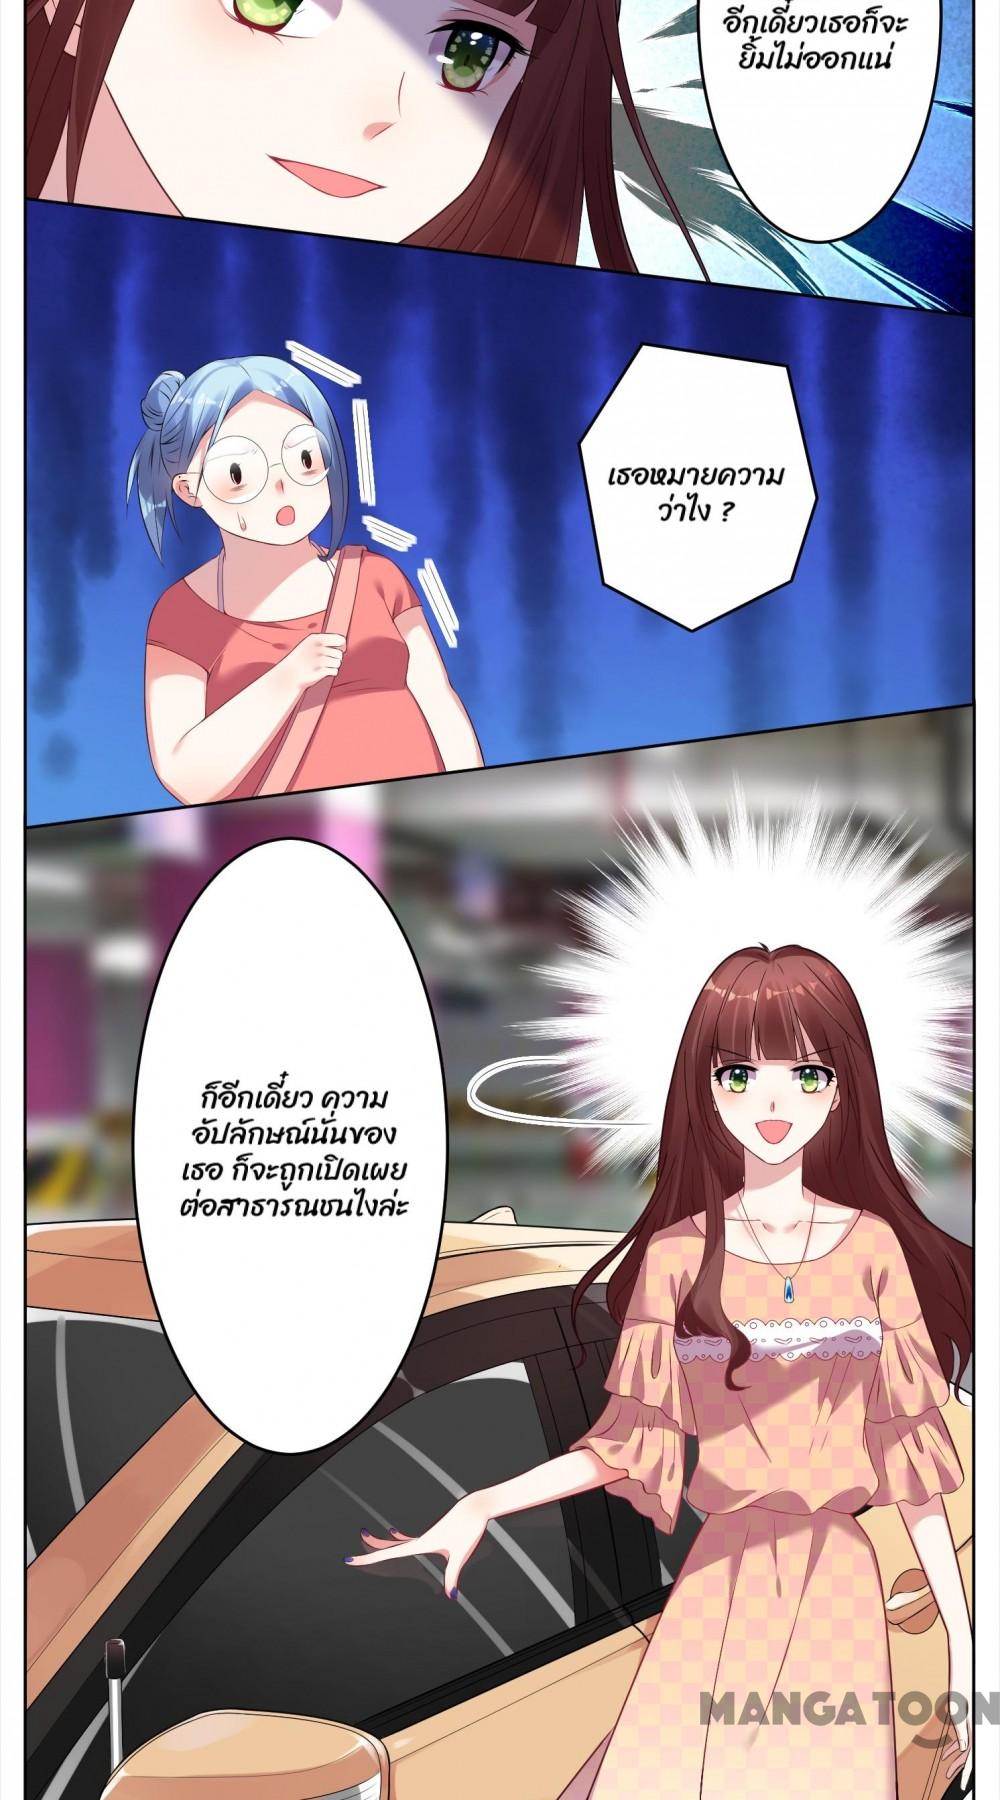 อีกเดี๋ยวเธอก็จะ
ยิ้มไม่ออกแน่
เธอหมายความ
ว่าไง ?
ก็อีกเดี๋ยว ความ
อัปลักษณ์นั่นของ
เธอ ก็จะถูกเปิดเผย
ต่อสาธารณชนไงล่ะ
MANGATOON